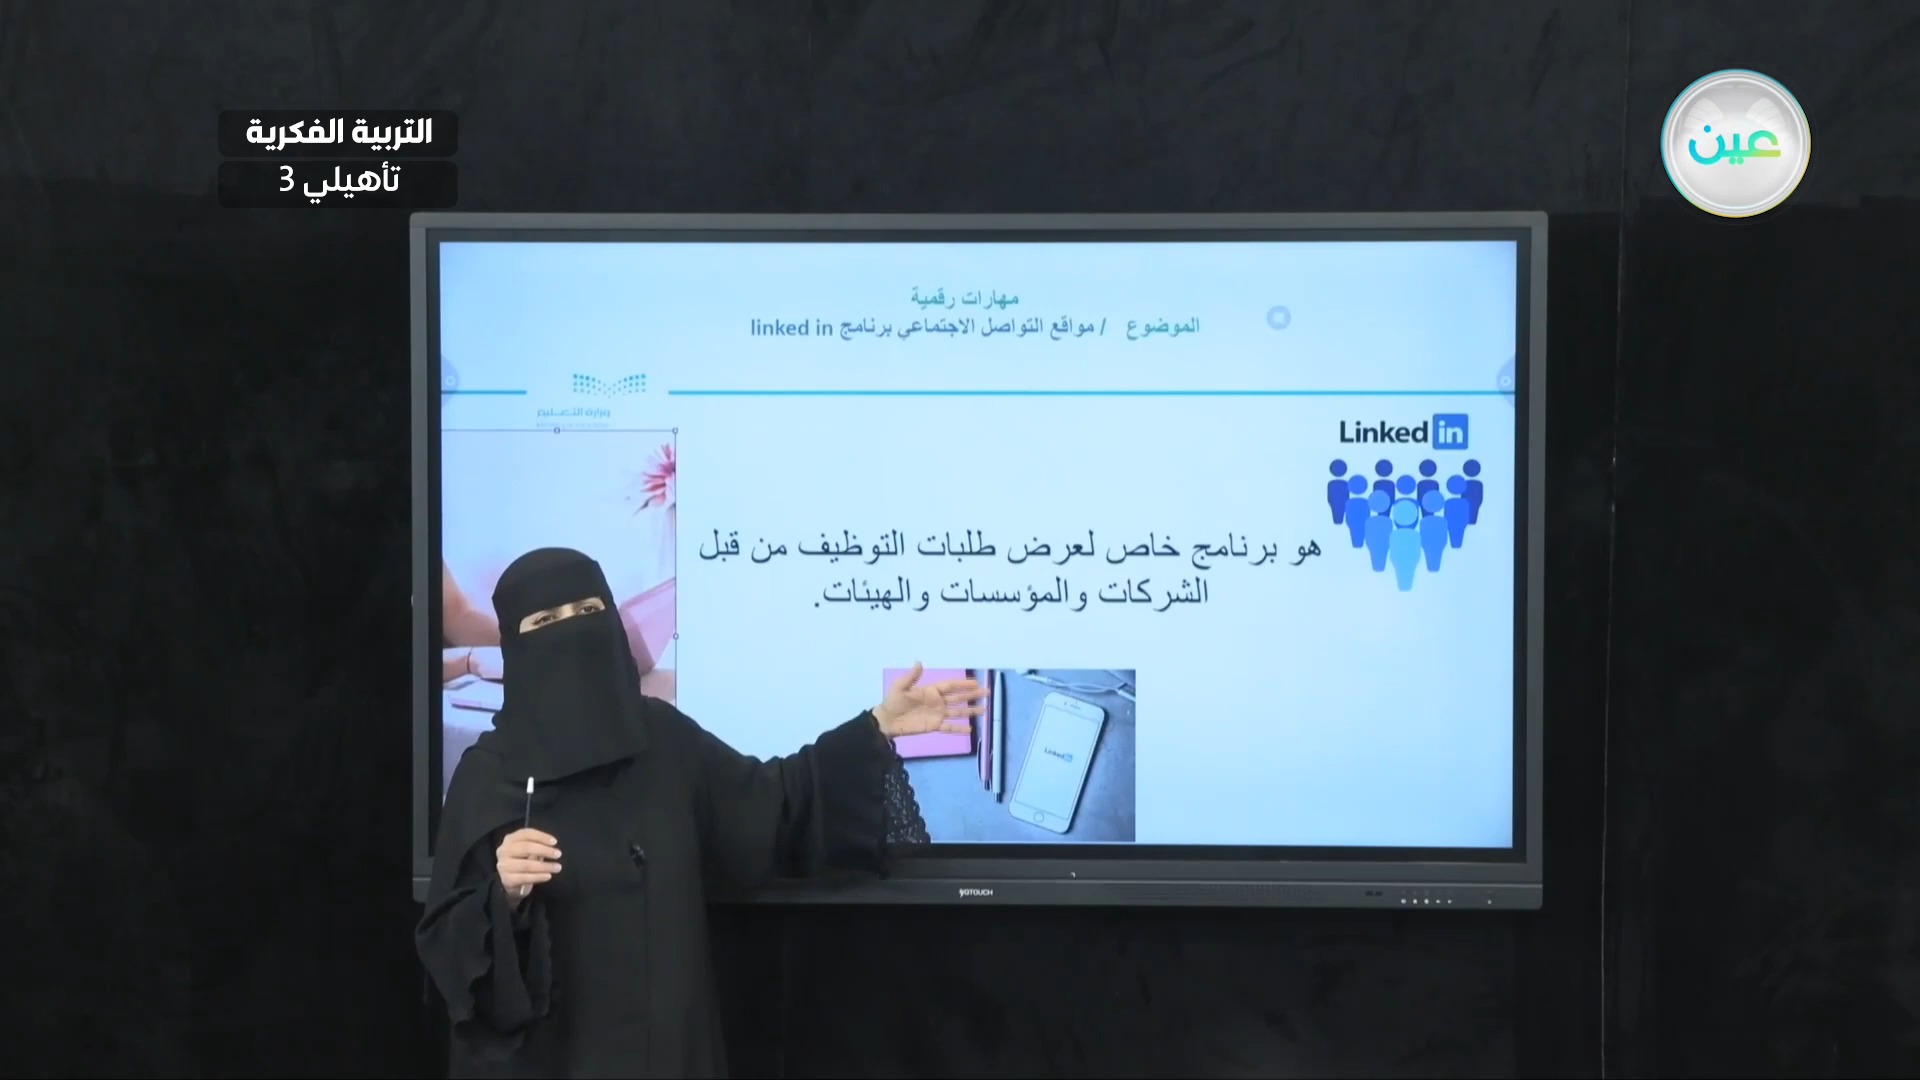 التربية الفكرية
تأهيلي 3
عين
مهارات رقمية
الموضوع / مواقع التواصل الاجتماعي برنامج linked in
وزارة التعليم
Linked in
هو برنامج خاص لعرض طلبات التوظيف من قبل
الشركات والمؤسسات والهيئات.
Linked in